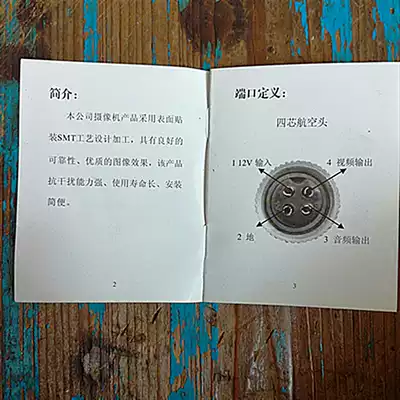 简介：
本公司摄像机产品采用表面贴
装SMT工艺设计加工，具有良好的
可靠性、优质的图像效果，该产品
抗干扰能力强、使用寿命长、安装
简便。
2
端口定义：
四芯航空头
1 12V 输入
4 视频输出
2 地
3 音频输出
3